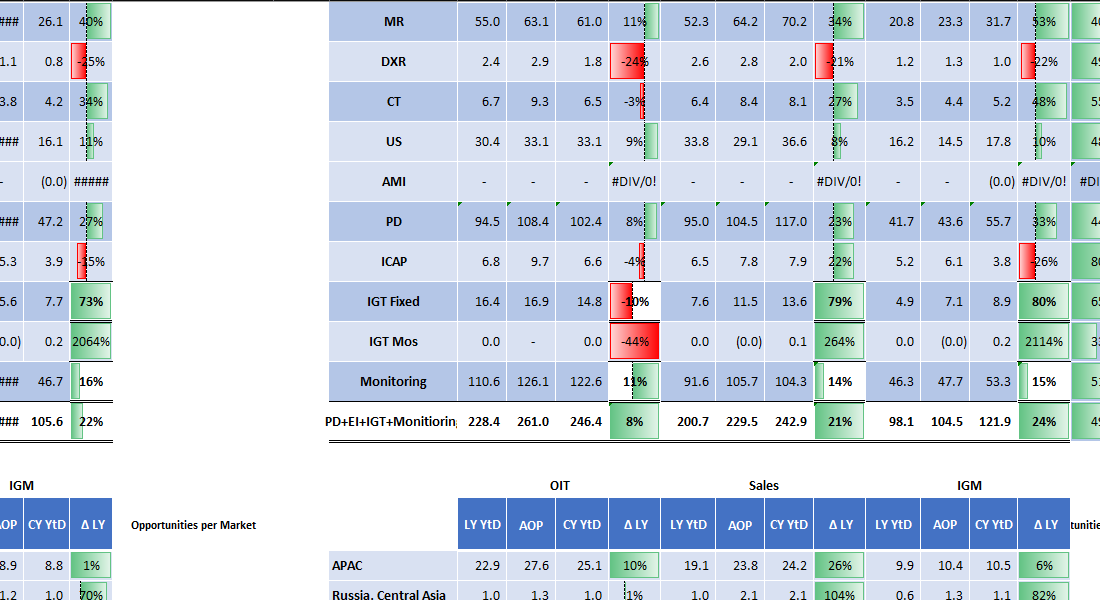 ### 26.1 40% MR 55.0 63.1 61.0 11% 52.3 64.2 70.2 34% 20.8 23.3 31.7 53%
1.1 0.8 -25% DXR 2.4 2.9 1.8 -24% 2.6 2.8 2.0 -21% 1.2 1.3 1.0 -22%
3.8 4.2 34% CT 6.7 9.3 6.5 -3% 6.4 8.4 8.1 27% 3.5 4.4 5.2 48%
### 16.1 11% US 30.4 33.1 33.1 9% 33.8 29.1 36.6 8% 16.2 14.5 17.8 10%
- (0.0) ##### AMI - - - #DIV/0! - - - #DIV/0! - - (0.0) #DIV/0! #DI
### 47.2 27% PD 94.5 108.4 102.4 8% 95.0 104.5 117.0 23% 41.7 43.6 55.7 33%
5.3 3.9 -15% ICAP 6.8 9.7 6.6 -4% 6.5 7.8 7.9 22% 5.2 6.1 3.8 -26%
5.6 7.7 73% IGT Fixed 16.4 16.9 14.8 -10% 7.6 11.5 13.6 79% 4.9 7.1 8.9 80%
0.0) 0.2 2064% IGT Mos 0.0 - 0.0 -44% 0.0 (0.0) 0.1 264% 0.0 (0.0) 0.2 2114%
### 46.7 16% Monitoring 110.6 126.1 122.6 11% 91.6 105.7 104.3 14% 46.3 47.7 53.3 15%
### 105.6 22% PD+EI+IGT+Monitioring 228.4 261.0 246.4 8% 200.7 229.5 242.9 21% 98.1 104.5 121.9 24%
IGM OIT Sales IGM
AOP CY YtD Δ LY Opportunities per Market LY YtD AOP CY YtD Δ LY LY YtD AOP CY YtD Δ LY LY YtD AOP CY YtD Δ LY tunitie
8.9 8.8 1% APAC 22.9 27.6 25.1 10% 19.1 23.8 24.2 26% 9.9 10.4 10.5 6%
1.2 1.0 70% Russia, Central Asia 1.0 1.3 1.0 1% 1.0 2.1 2.1 104% 0.6 1.3 1.1 82%